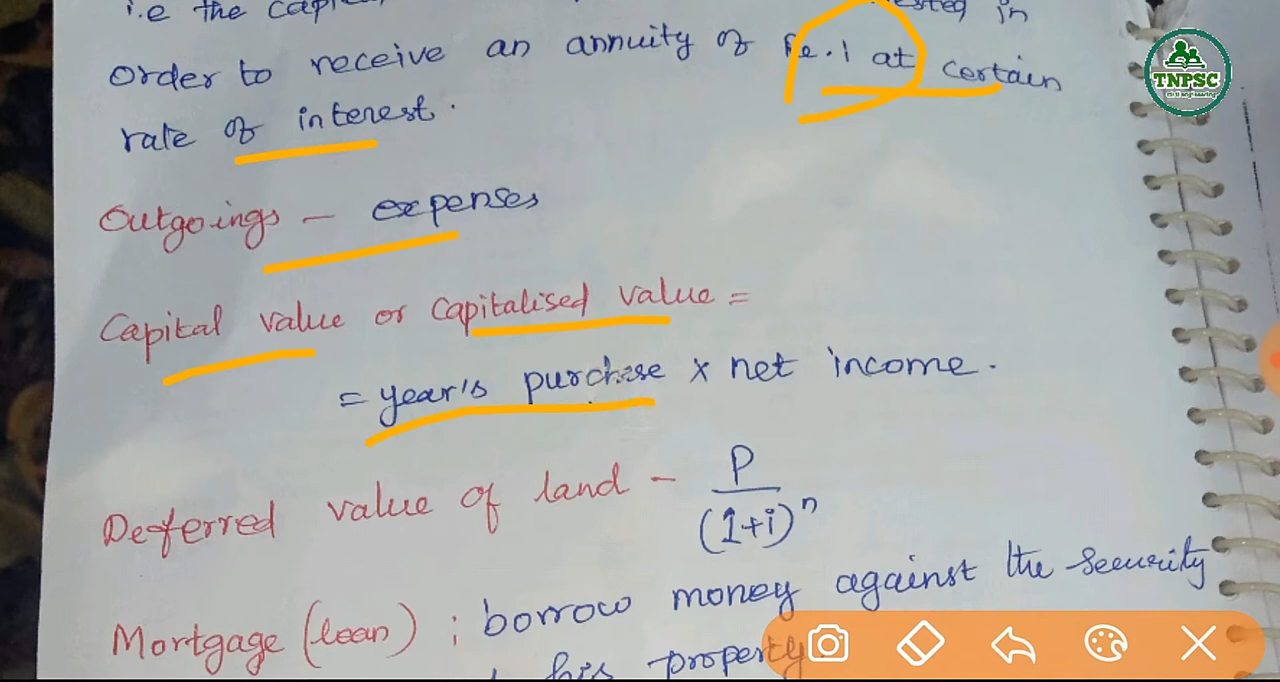 i.e the
order to receive an annuity of Re. 1 at certain
rate of interest.
Outgoings - expenses
Capital value or Capitalised value =
= year's purchase x net income.
Deferred value of land - P
(1+i)^n
Mortgage (loan) ; borrow money against the security
his property
TNPSC